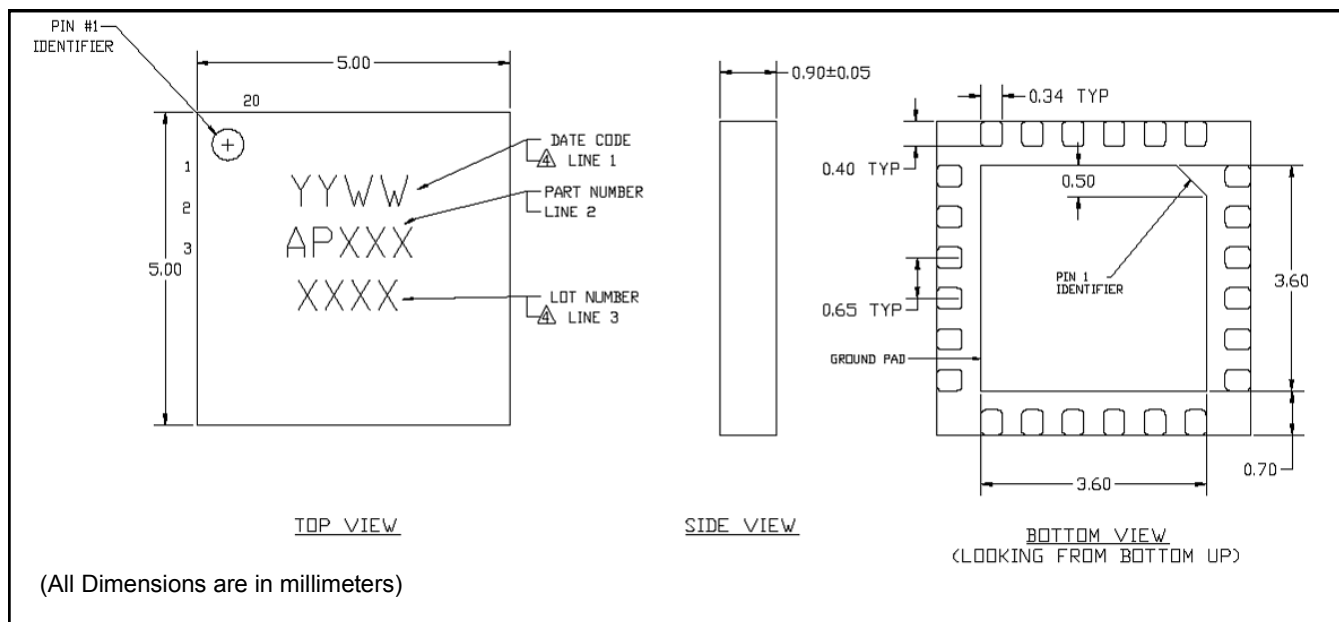 PIN #1
IDENTIFIER
5.00
20
1
2
3
5.00
YYWW
APXXX
XXXX
DATE CODE
4 LINE 1
PART NUMBER
LINE 2
LOT NUMBER
4 LINE 3
TOP VIEW
0.90±0.05
SIDE VIEW
0.34 TYP
0.40 TYP
0.50
PIN 1
IDENTIFIER
3.60
0.65 TYP
GROUND PAD
0.70
3.60
BOTTOM VIEW
(LOOKING FROM BOTTOM UP)
(All Dimensions are in millimeters)